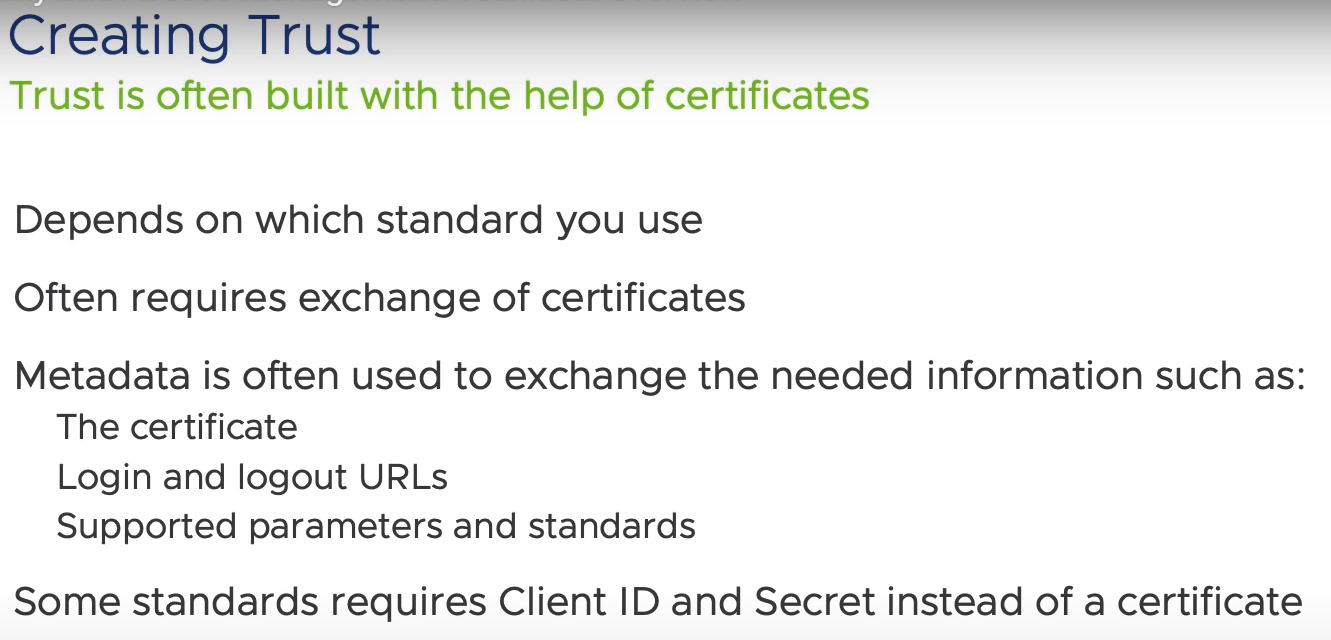 Creating Trust
Trust is often built with the help of certificates
Depends on which standard you use
Often requires exchange of certificates
Metadata is often used to exchange the needed information such as:
The certificate
Login and logout URLs
Supported parameters and standards
Some standards requires Client ID and Secret instead of a certificate